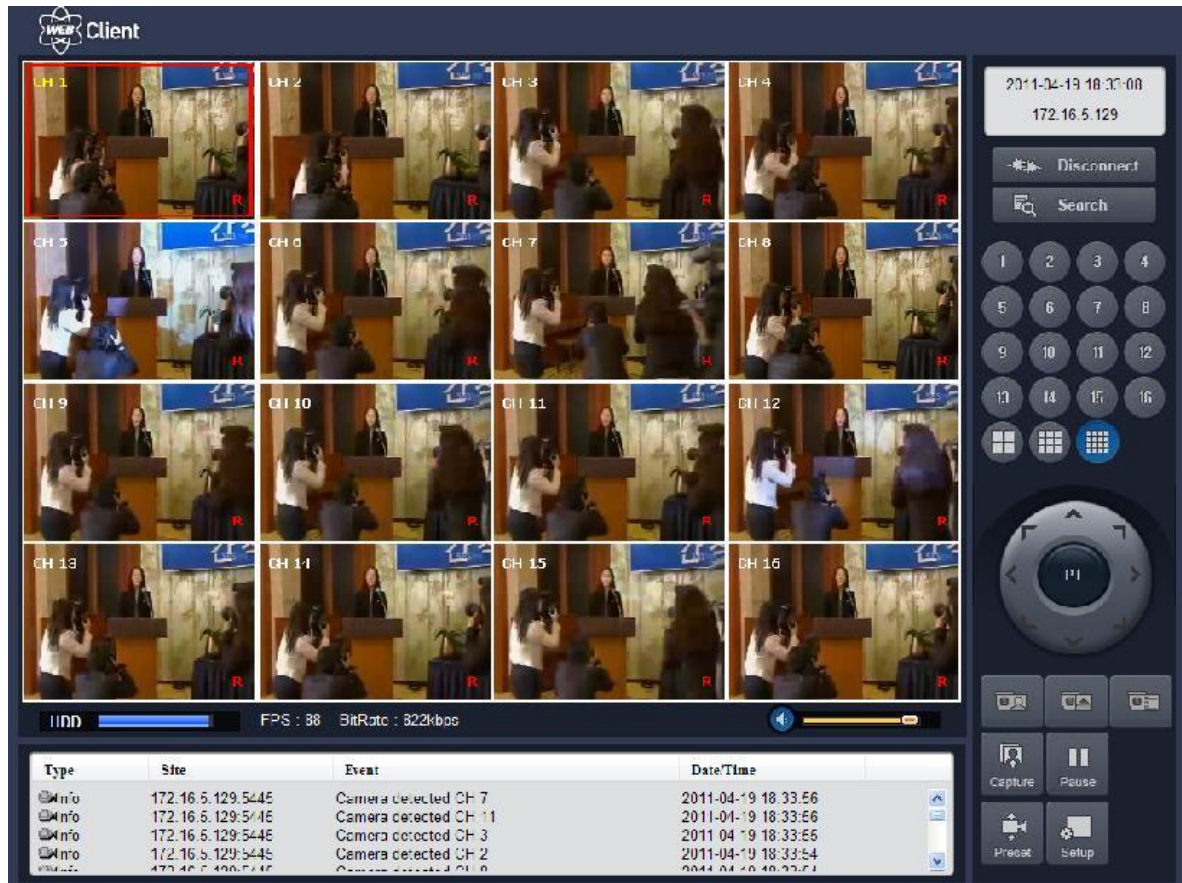 WEB Client
CH 1
CH 2
CH 3
CH 4
2011-04-19 18:33:08
172.16.5.129
Disconnect
Search
R
R
R
R
CH 5
CH 6
CH 7
CH 8
1 2 3 4
5 6 7 8
R
R
R
R
9 10 11 12
CH 9
CH 10
CH 11
CH 12
13 14 15 16
R
R
R
R
CH 13
CH 14
CH 15
CH 16
R
R
R
R
HDD
FPS : 88 BitRate : 822kbps
Type Site Event Date/Time
Info 172.16.5.129:5445 Camera detected CH 7 2011-04-19 18:33:56
Info 172.16.5.129:5445 Camera detected CH 11 2011-04-19 18:33:56
Info 172.16.5.129:5445 Camera detected CH 3 2011-04-19 18:33:55
Info 172.16.5.129:5445 Camera detected CH 2 2011-04-19 18:33:54
Capture
Pause
Preset
Setup